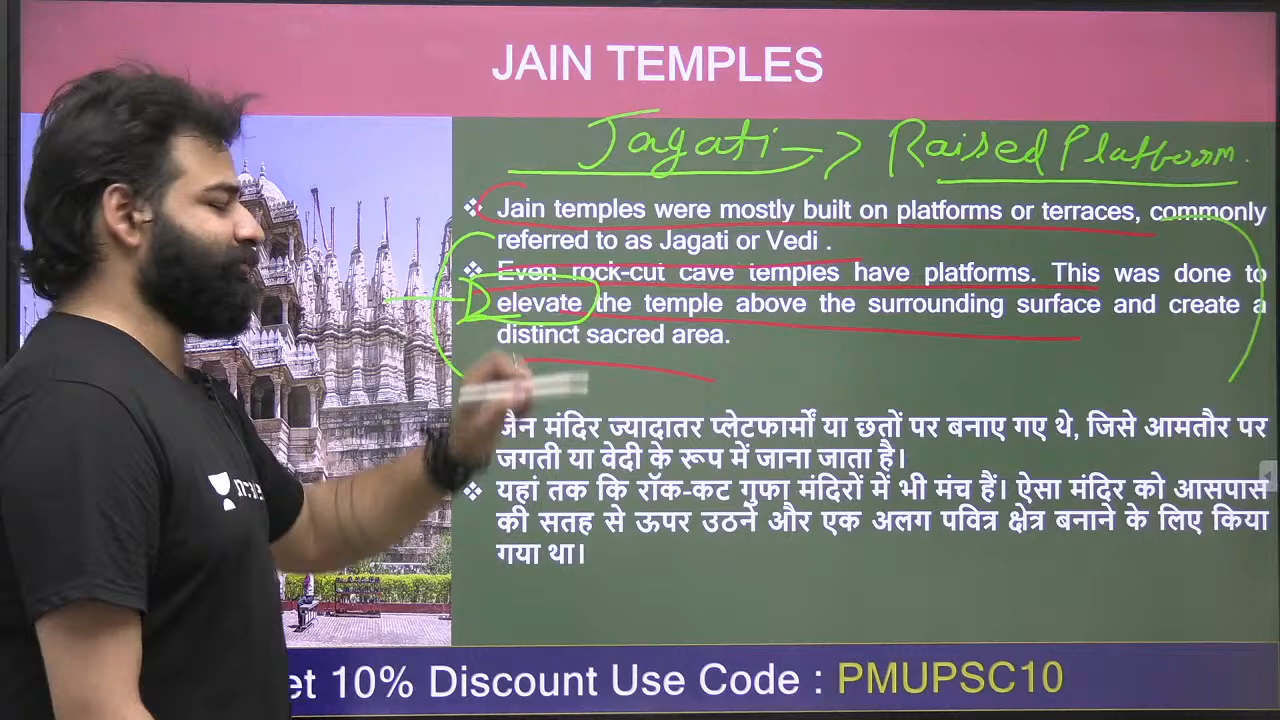 JAIN TEMPLES
Jagati -> Raised Platform.
❖ Jain temples were mostly built on platforms or terraces, commonly
referred to as Jagati or Vedi .
❖ Even rock-cut cave temples have platforms. This was done to
elevate the temple above the surrounding surface and create a
distinct sacred area.
जैन मंदिर ज्यादातर प्लेटफार्मों या छतों पर बनाए गए थे, जिसे आमतौर पर
जगती या वेदी के रूप में जाना जाता है।
❖ यहां तक कि रॉक-कट गुफा मंदिरों में भी मंच हैं। ऐसा मंदिर को आसपास
की सतह से ऊपर उठने और एक अलग पवित्र क्षेत्र बनाने के लिए किया
गया था।
et 10% Discount Use Code : PMUPSC10